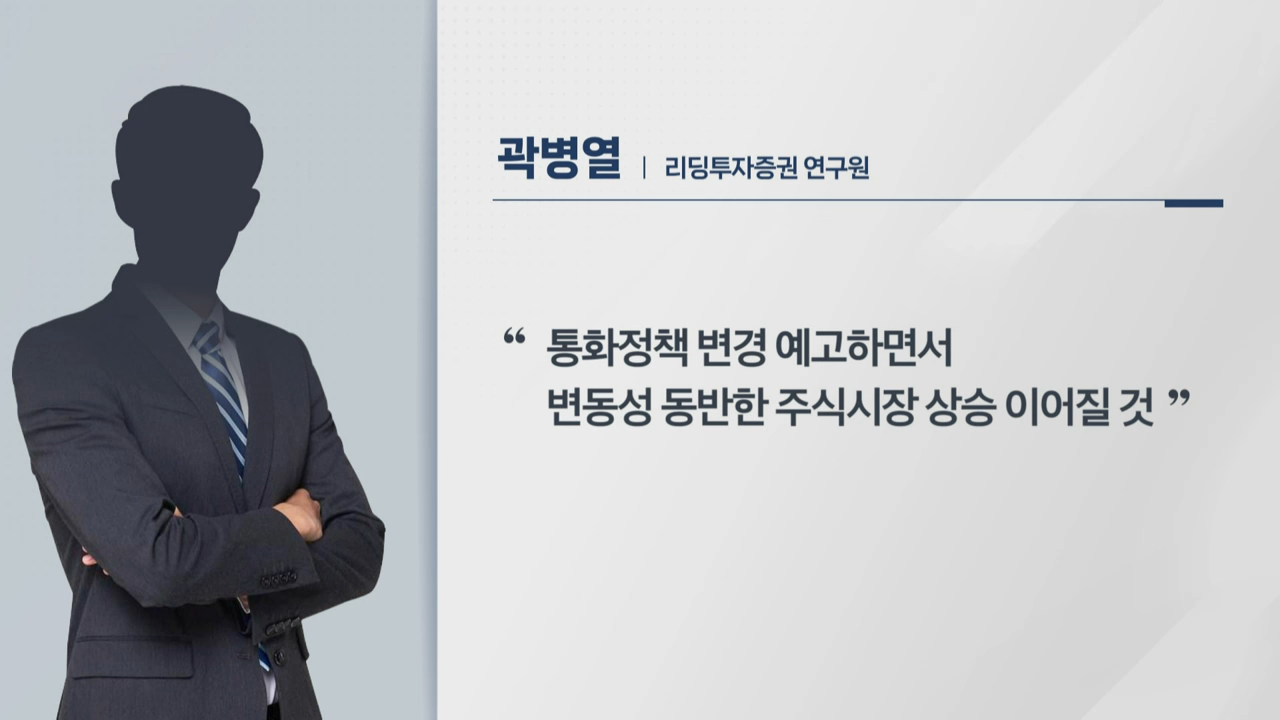 곽병열 | 리딩투자증권 연구원
“ 통화정책 변경 예고하면서
변동성 동반한 주식시장 상승 이어질 것 ”